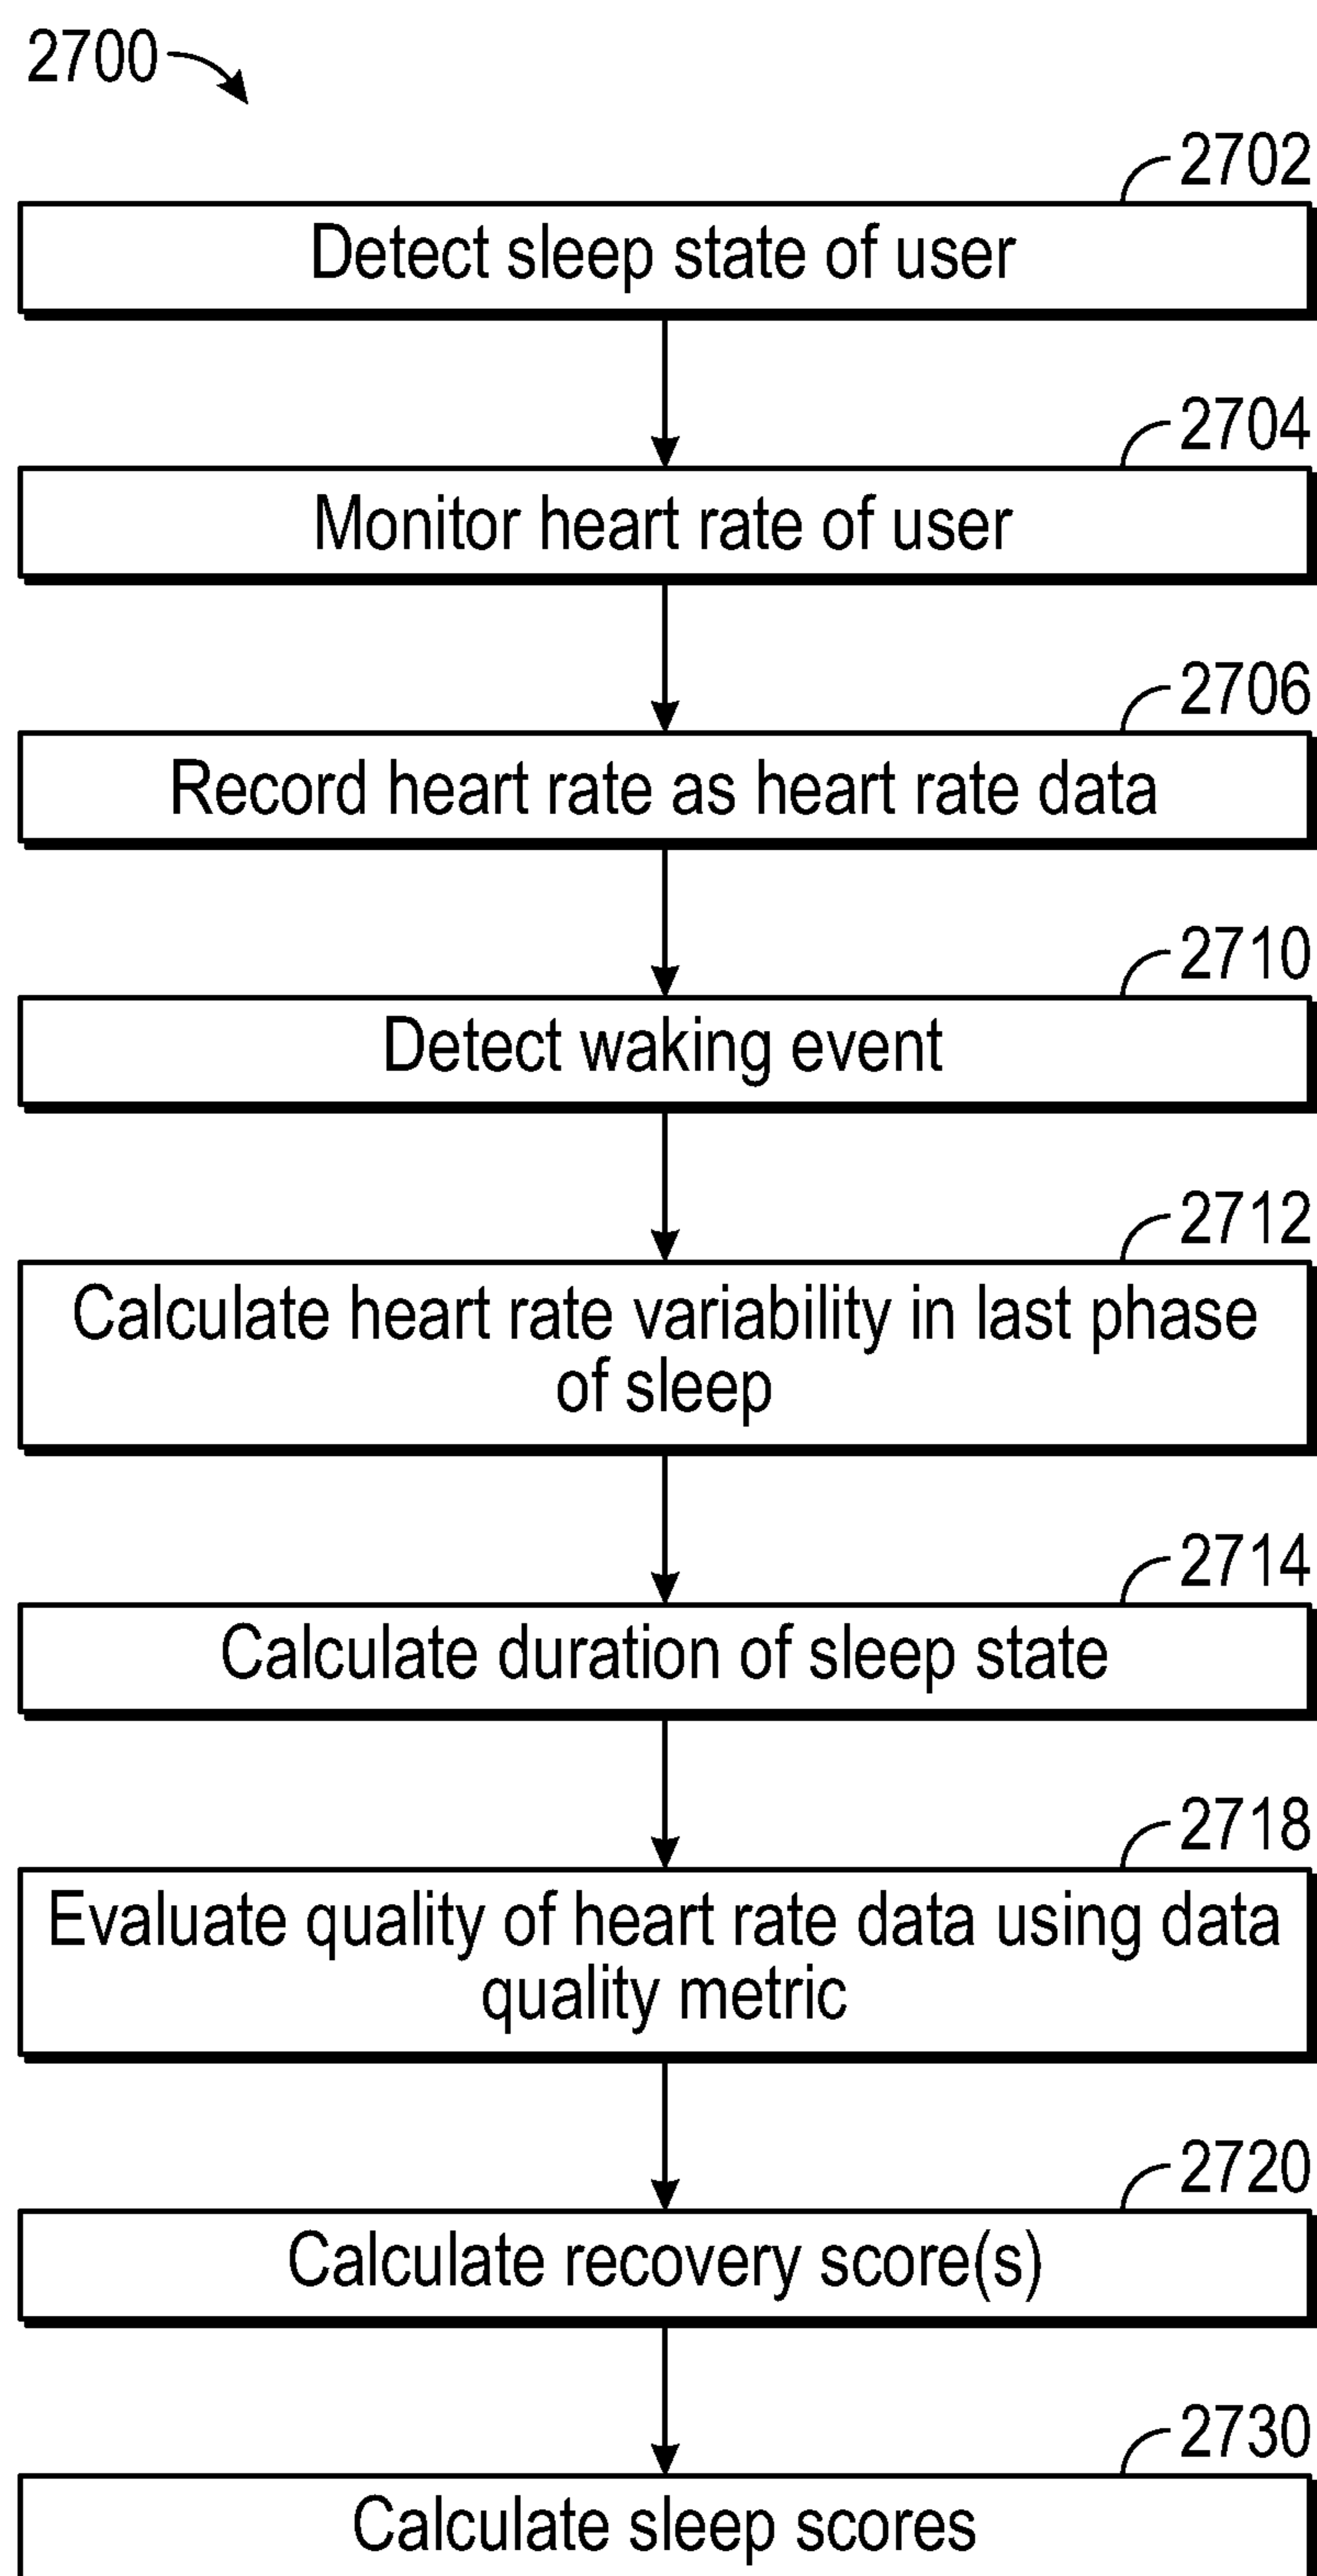 2700
2702
Detect sleep state of user
2704
Monitor heart rate of user
2706
Record heart rate as heart rate data
2710
Detect waking event
2712
Calculate heart rate variability in last phase
of sleep
2714
Calculate duration of sleep state
2718
Evaluate quality of heart rate data using data
quality metric
2720
Calculate recovery score(s)
2730
Calculate sleep scores